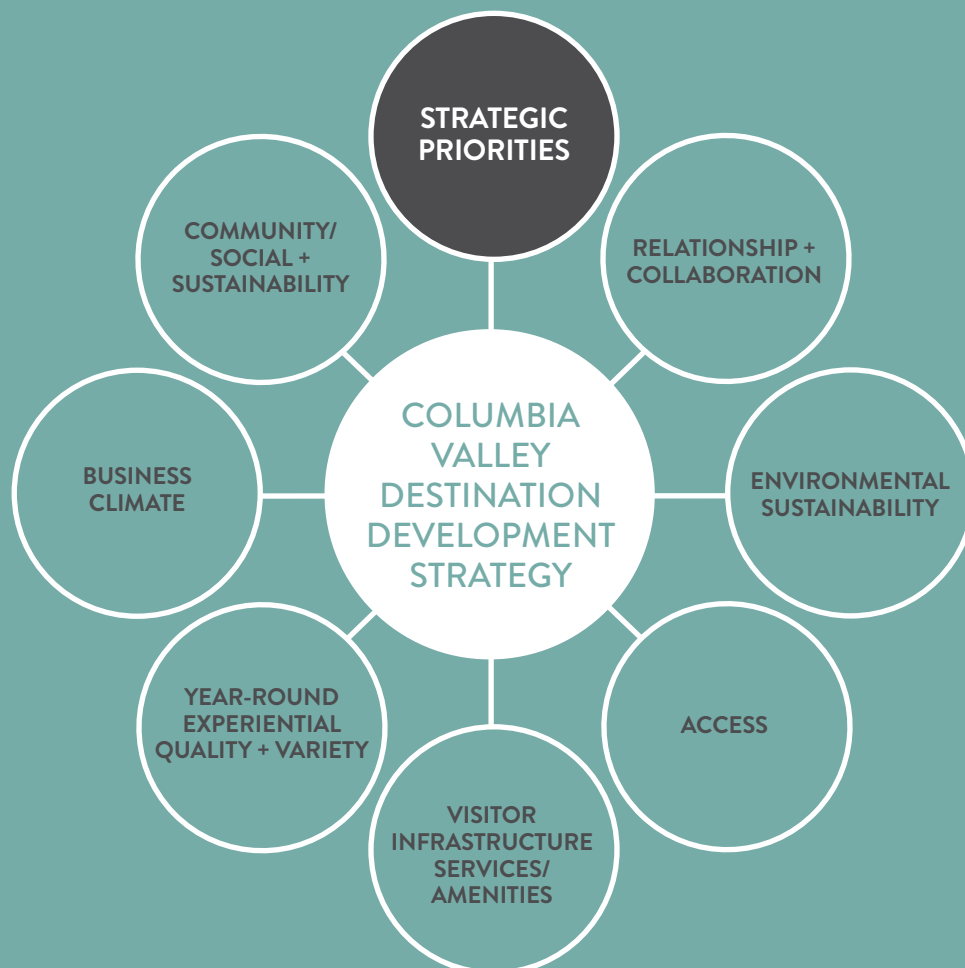 STRATEGIC
PRIORITIES
COMMUNITY/
SOCIAL +
SUSTAINABILITY
RELATIONSHIP +
COLLABORATION
COLUMBIA
VALLEY
DESTINATION
DEVELOPMENT
STRATEGY
BUSINESS
CLIMATE
ENVIRONMENTAL
SUSTAINABILITY
YEAR-ROUND
EXPERIENTIAL
QUALITY + VARIETY
ACCESS
VISITOR
INFRASTRUCTURE
SERVICES/
AMENITIES